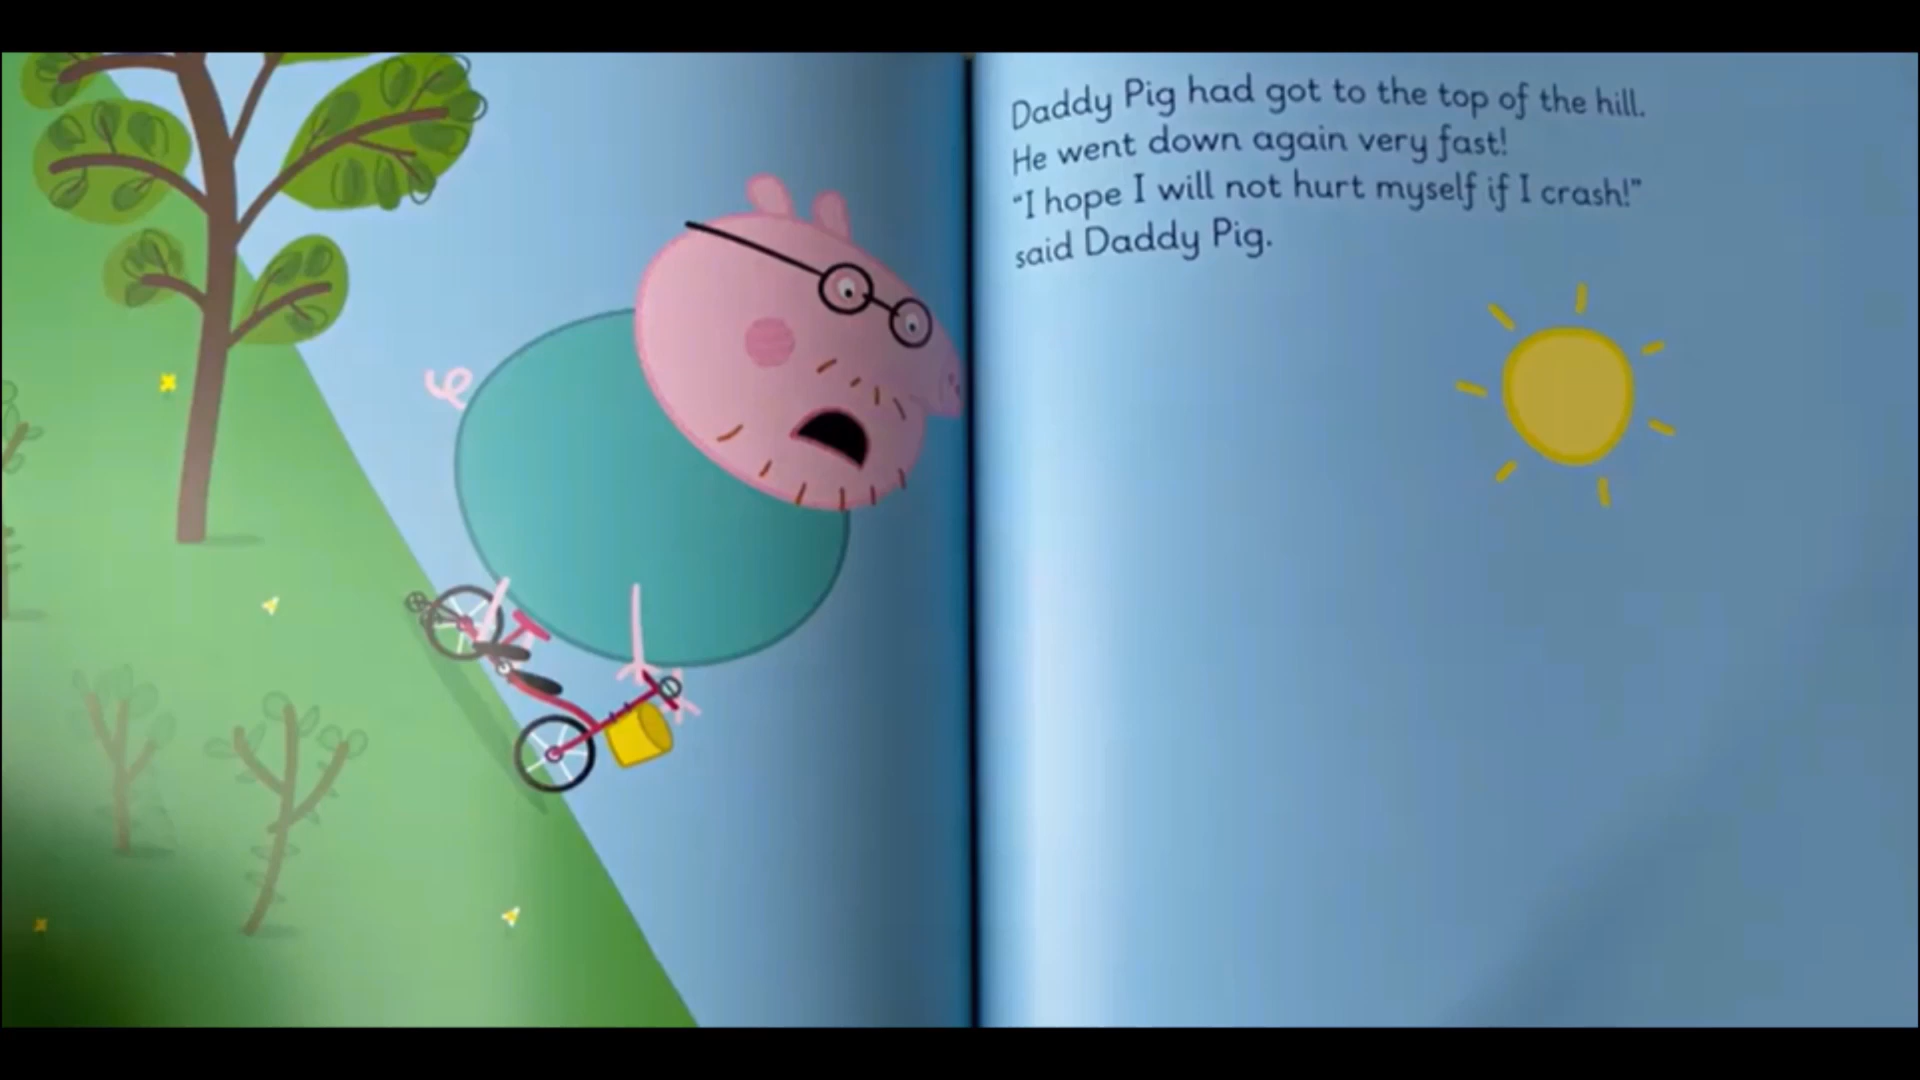 Daddy Pig had got to the top of the hill.
He went down again very fast!
“I hope I will not hurt myself if I crash!”
said Daddy Pig.